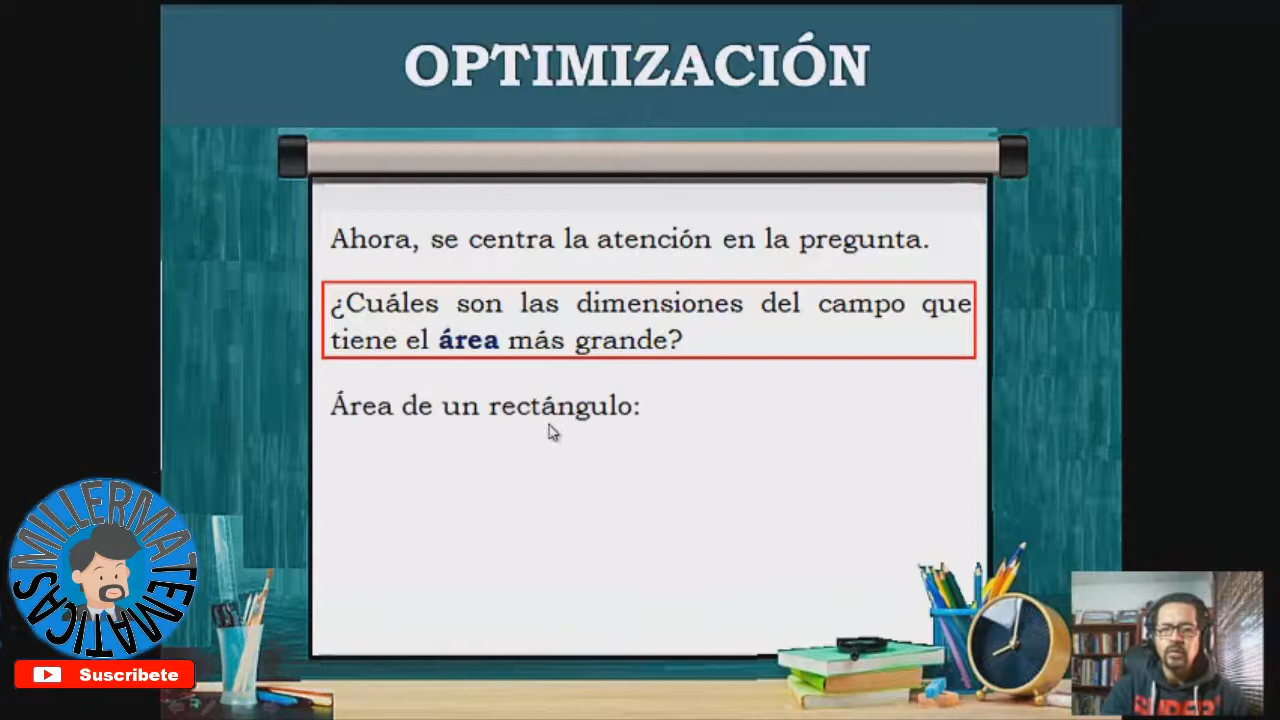 OPTIMIZACIÓN
Ahora, se centra la atención en la pregunta.
¿Cuáles son las dimensiones del campo que
tiene el área más grande?
Área de un rectángulo:
MILLERMATEMATICAS
Suscribete